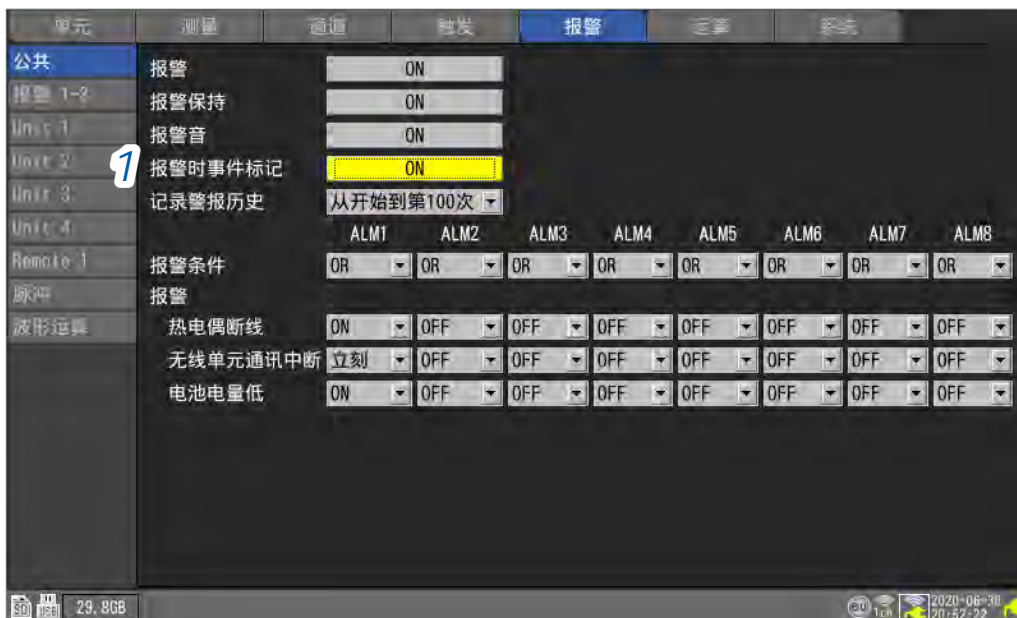 单元 测量 通道 触发 报警 运算 系统
公共
报警 1-8
Unit 1
Unit 2
Unit 3
Unit 4
Remote 1
脉冲
波形运算
报警 ON
报警保持 ON
报警音 ON
1 报警时事件标记 ON
记录警报历史 从开始到第100次
ALM1 ALM2 ALM3 ALM4 ALM5 ALM6 ALM7 ALM8
报警条件 OR OR OR OR OR OR OR OR
报警
热电偶断线 ON OFF OFF OFF OFF OFF OFF OFF
无线单元通讯中断 立刻 OFF OFF OFF OFF OFF OFF OFF
电池电量低 ON OFF OFF OFF OFF OFF OFF OFF
SD USB 29.8GB
1ch 2020-06-30
20:57:22